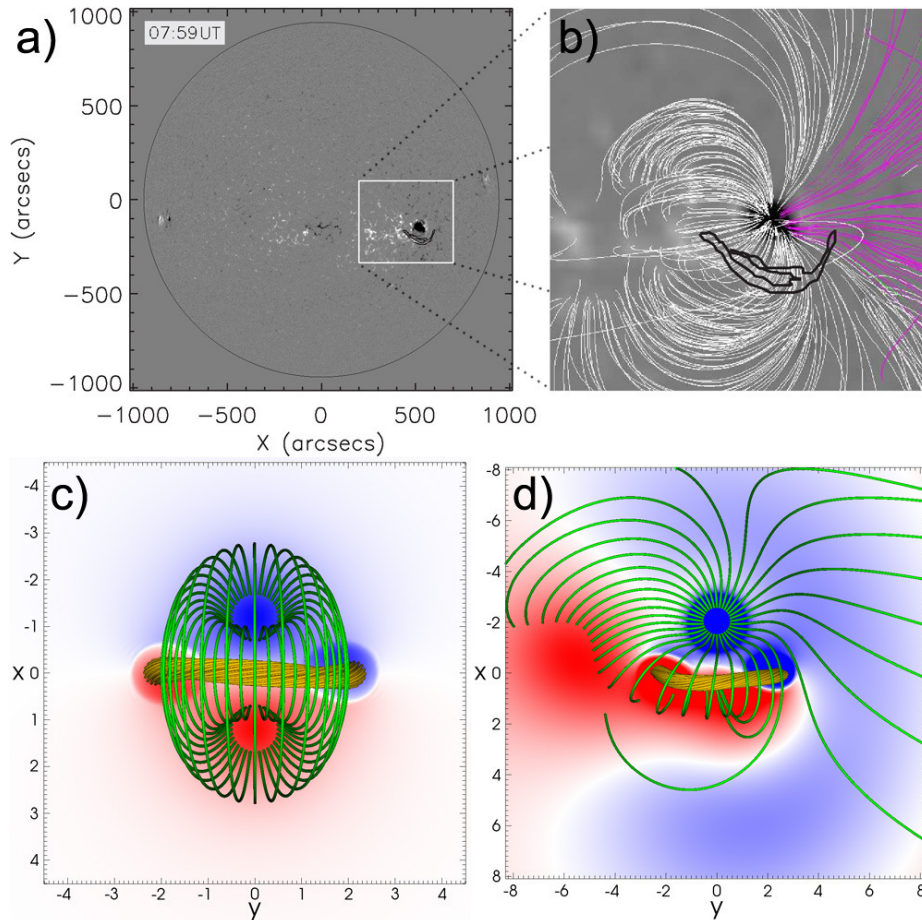 a)
07:59UT
1000
500
0
-500
-1000
Y (arcsecs)
-1000 -500 0 500 1000
X (arcsecs)
b)
c)
-4
-3
-2
-1
0
1
2
3
4
x
-4 -3 -2 -1 0 1 2 3 4
y
d)
-8
-6
-4
-2
0
2
4
6
8
x
-8 -6 -4 -2 0 2 4 6 8
y